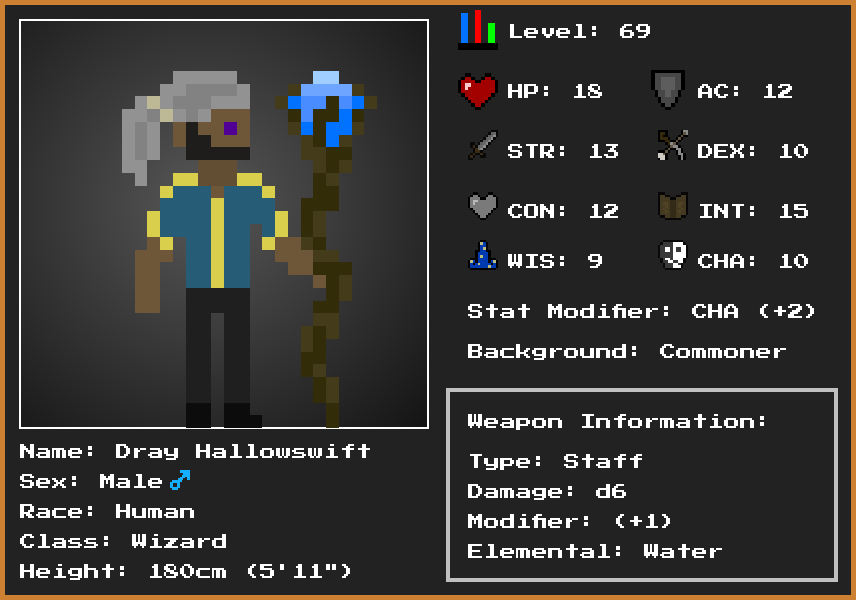 Level: 69
HP: 18 AC: 12
STR: 13 DEX: 10
CON: 12 INT: 15
WIS: 9 CHA: 10
Stat Modifier: CHA (+2)
Background: Commoner
Weapon Information:
Type: Staff
Damage: d6
Modifier: (+1)
Elemental: Water
Name: Dray Hallowswift
Sex: Male ♂
Race: Human
Class: Wizard
Height: 180cm (5'11")